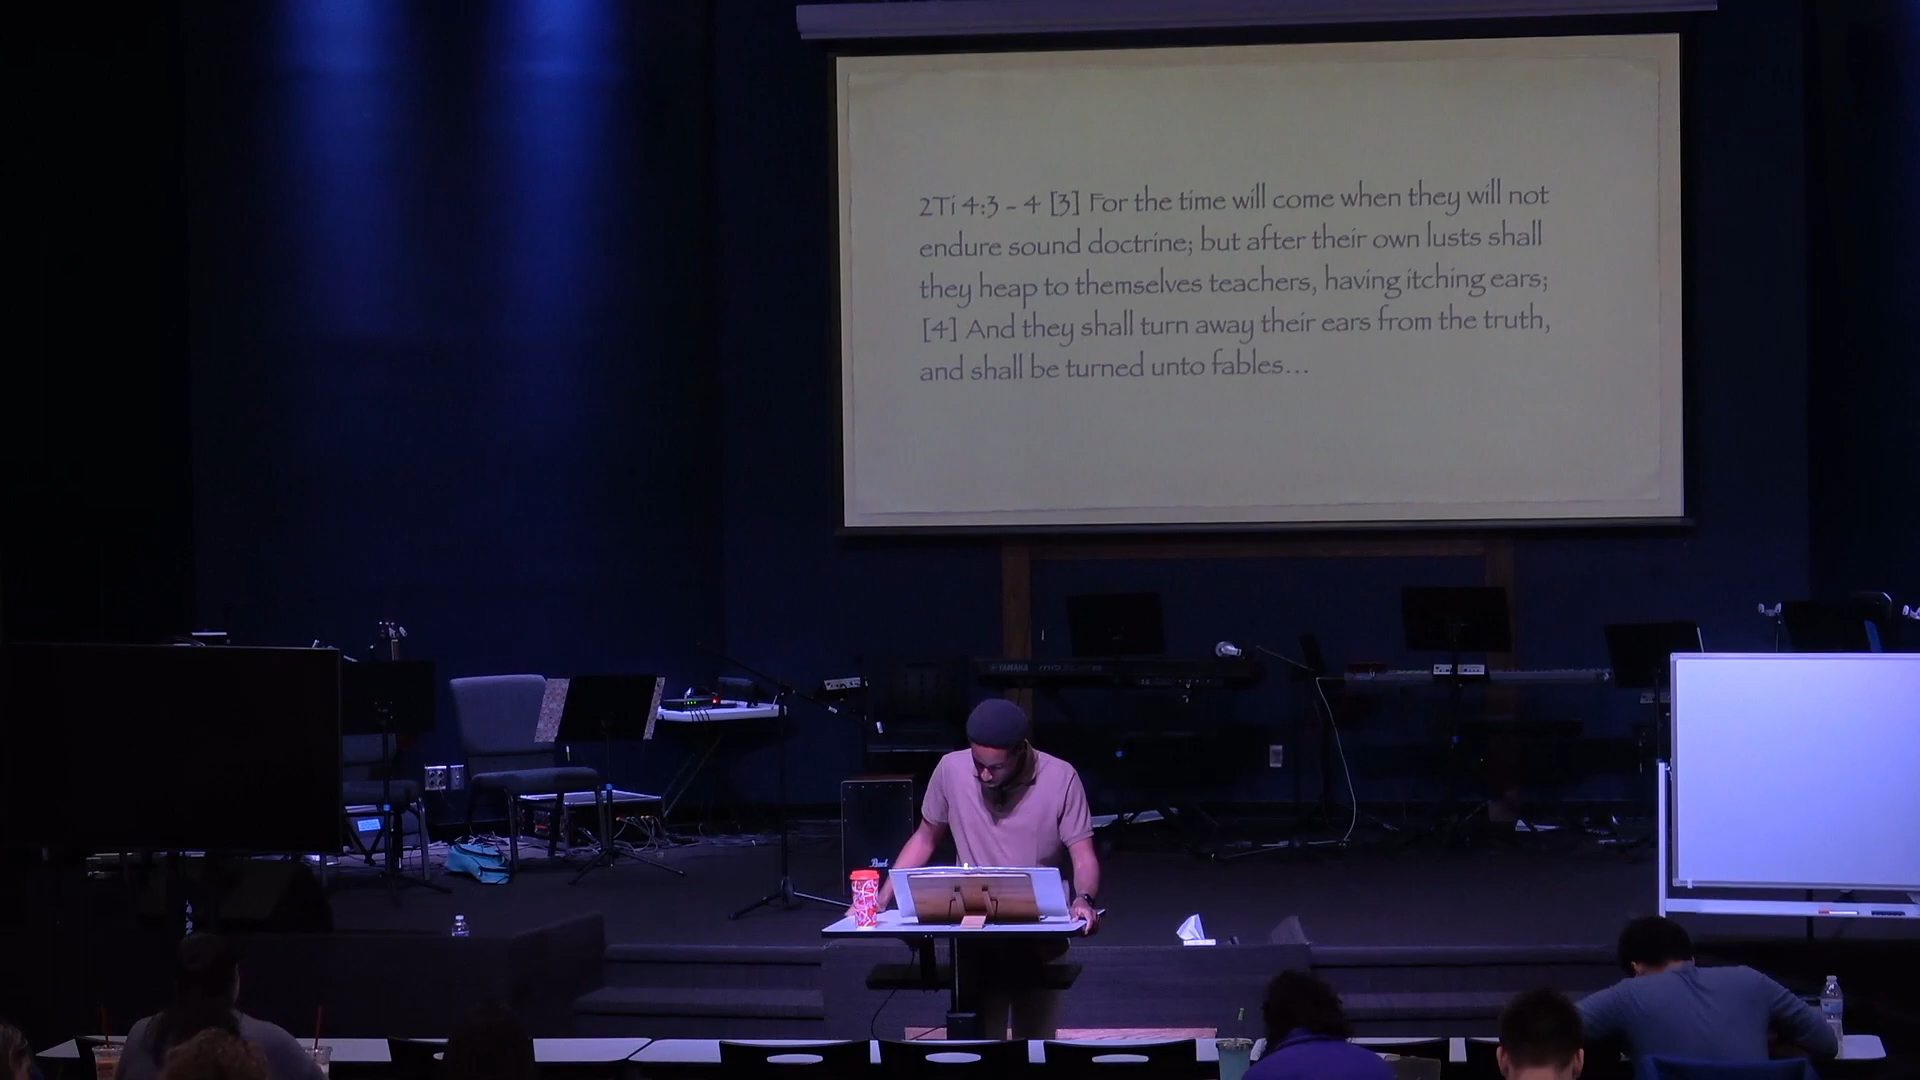 2Ti 4:3 - 4 [3] For the time will come when they will not
endure sound doctrine; but after their own lusts shall
they heap to themselves teachers, having itching ears;
[4] And they shall turn away their ears from the truth,
and shall be turned unto fables...
YAMAHA
Pearl